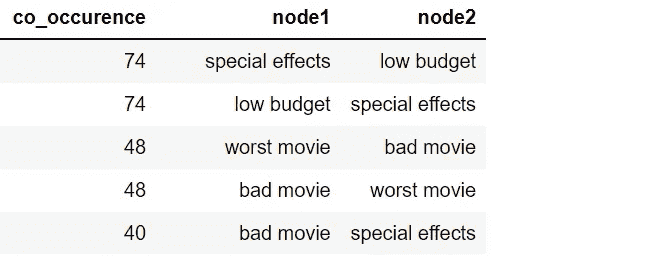 co_occurence node1 node2
74 special effects low budget
74 low budget special effects
48 worst movie bad movie
48 bad movie worst movie
40 bad movie special effects